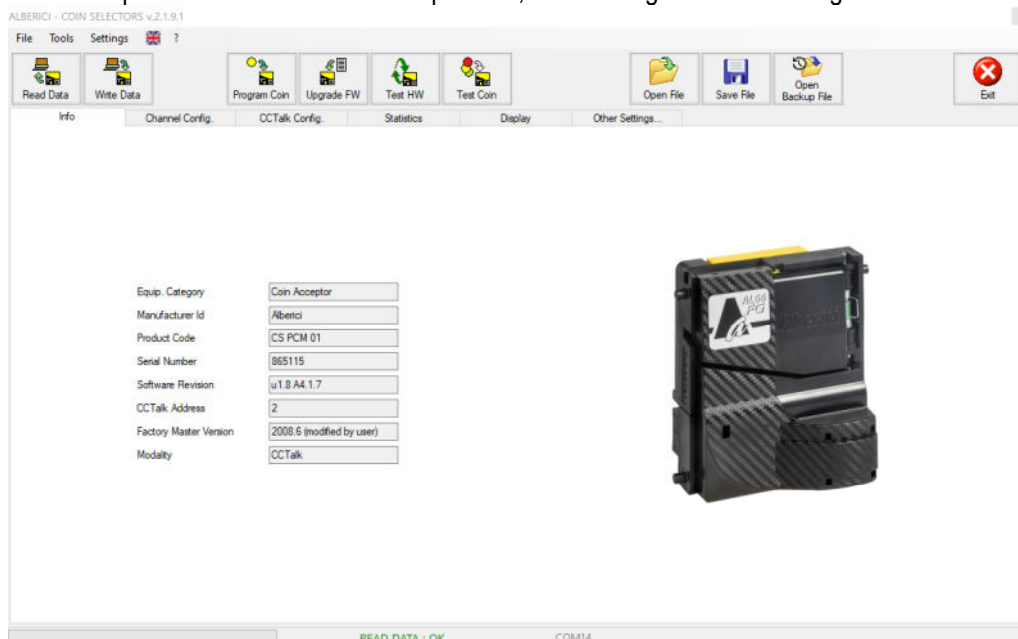 ALBERICI - COIN SELECTORS v.2.1.9.1
File Tools Settings ?
Read Data Write Data Program Coin Upgrade FW Test HW Test Coin Open File Save File Open Backup File Exit
Info Channel Config. CCTalk Config. Statistics Display Other Settings...
Equip. Category Coin Acceptor
Manufacturer Id Alberici
Product Code CS PCM 01
Serial Number 865115
Software Revision u1.8 A4.1.7
CCTalk Address 2
Factory Master Version 2008.6 (modified by user)
Modality CCTalk
AL66
FG
READ DATA : OK COM14